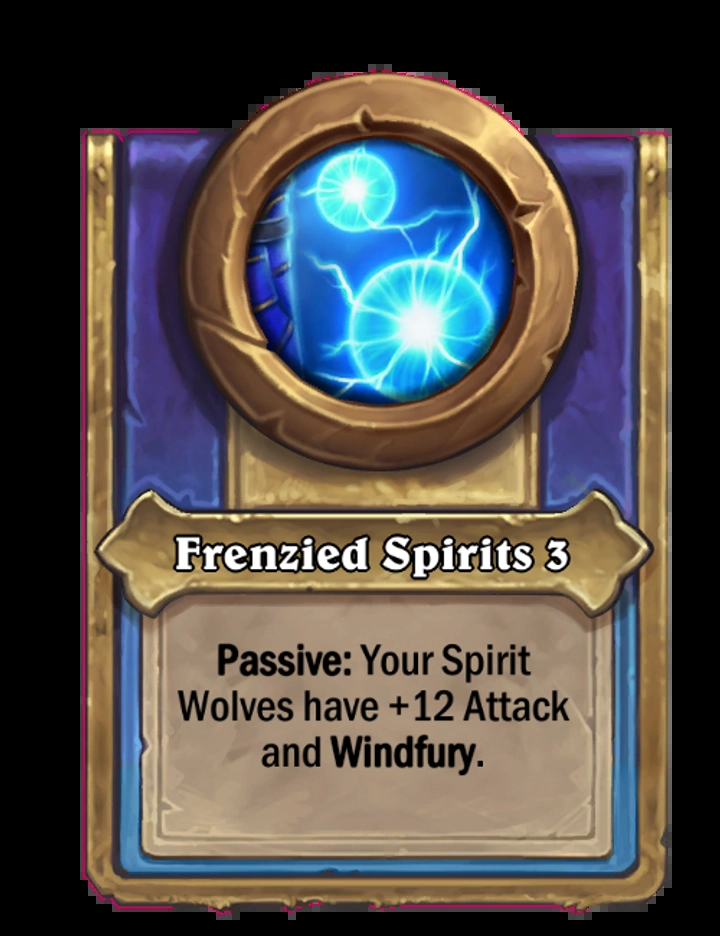 Frenzied Spirits 3
Passive: Your Spirit
Wolves have +12 Attack
and Windfury.